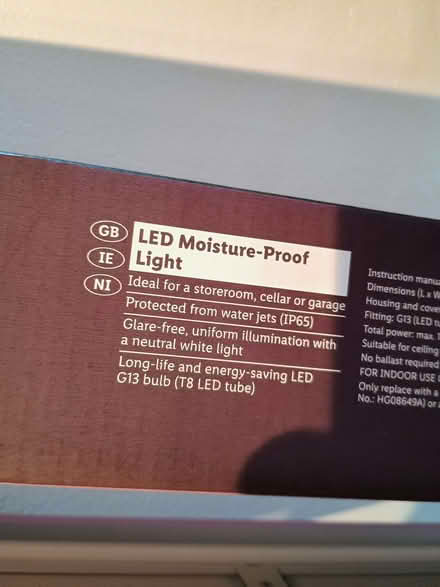 GB
IE
NI
LED Moisture-Proof
Light
Ideal for a storeroom, cellar or garage
Protected from water jets (IP65)
Glare-free, uniform illumination with
a neutral white light
Long-life and energy-saving LED
G13 bulb (T8 LED tube)
Instruction manu
Dimensions (L x W
Housing and cove
Fitting: G13 (LED t
Total power: max.
Suitable for ceiling
No ballast required
FOR INDOOR USE
Only replace with a
No.: HG08649A) or